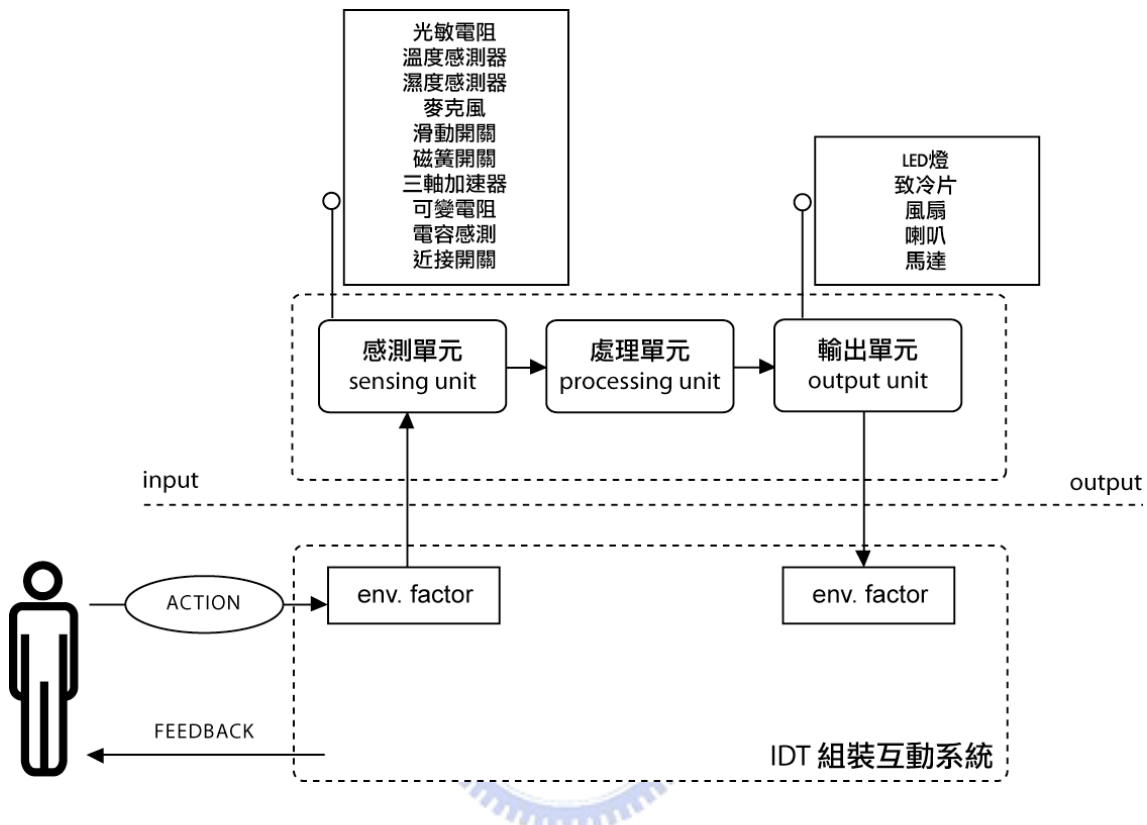 光敏電阻
溫度感測器
濕度感測器
麥克風
滑動開關
磁簧開關
三軸加速器
可變電阻
電容感測
近接開關
LED燈
致冷片
風扇
喇叭
馬達
感測單元
sensing unit
處理單元
processing unit
輸出單元
output unit
input
output
ACTION
env. factor
env. factor
FEEDBACK
IDT 組裝互動系統